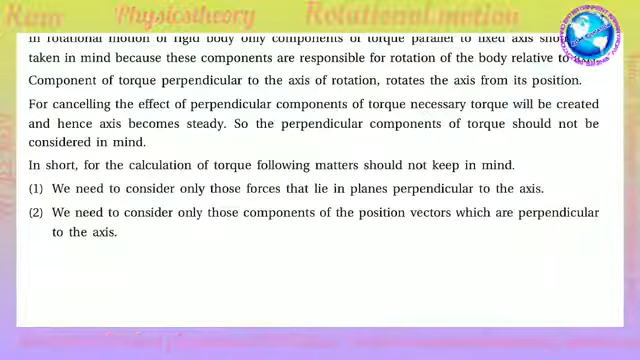 Ram Physicstheory Rotational motion
In rotational motion of rigid body only components of torque parallel to fixed axis
taken in mind because these components are responsible for rotation of the body relative to
Component of torque perpendicular to the axis of rotation, rotates the axis from its position.
For cancelling the effect of perpendicular components of torque necessary torque will be created
and hence axis becomes steady. So the perpendicular components of torque should not be
considered in mind.
In short, for the calculation of torque following matters should not keep in mind.
(1) We need to consider only those forces that lie in planes perpendicular to the axis.
(2) We need to consider only those components of the position vectors which are perpendicular
to the axis.